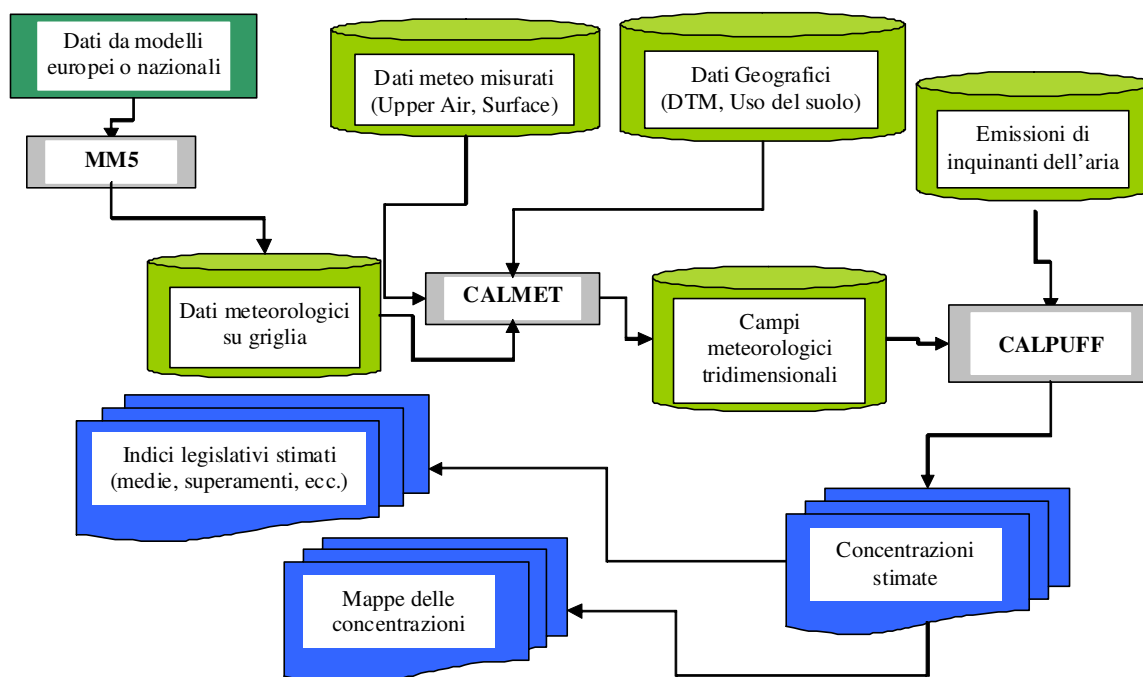 Dati da modelli
europei o nazionali
Dati meteo misurati
(Upper Air, Surface)
Dati Geografici
(DTM, Uso del suolo)
Emissioni di
inquinanti dell’aria
MM5
CALMET
Dati meteorologici
su griglia
Campi
meteorologici
tridimensionali
CALPUFF
Indici legislativi stimati
(medie, superamenti, ecc.)
Concentrazioni
stimate
Mappe delle
concentrazioni